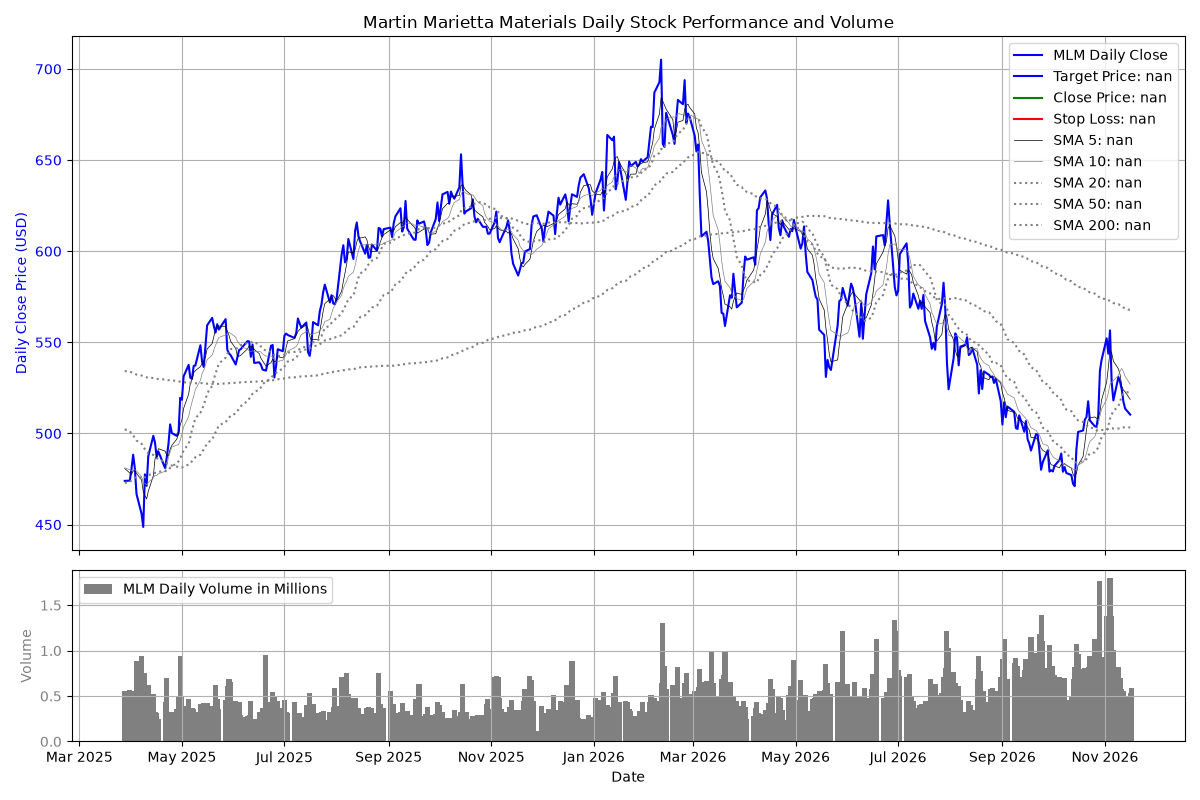 Martin Marietta Materials Daily Stock Performance and Volume
Daily Close Price (USD)
700
650
600
550
500
450
MLM Daily Close
Target Price: nan
Close Price: nan
Stop Loss: nan
SMA 5: nan
SMA 10: nan
SMA 20: nan
SMA 50: nan
SMA 200: nan
MLM Daily Volume in Millions
Volume
1.5
1.0
0.5
0.0
Mar 2025 May 2025 Jul 2025 Sep 2025 Nov 2025 Jan 2026 Mar 2026 May 2026 Jul 2026 Sep 2026 Nov 2026
Date